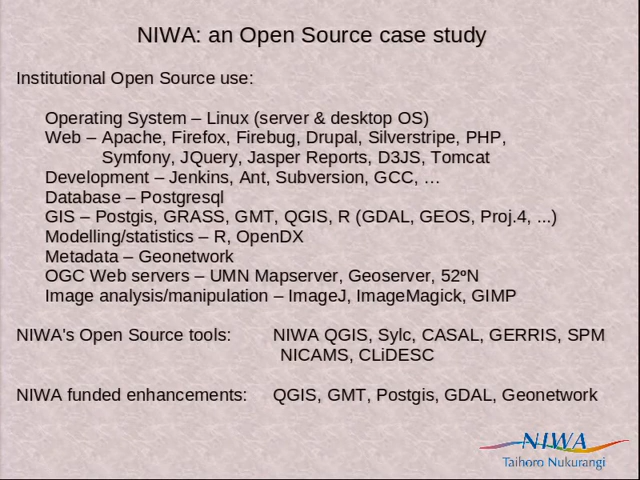 NIWA: an Open Source case study
Institutional Open Source use:
Operating System – Linux (server & desktop OS)
Web – Apache, Firefox, Firebug, Drupal, Silverstripe, PHP,
Symfony, JQuery, Jasper Reports, D3JS, Tomcat
Development – Jenkins, Ant, Subversion, GCC, …
Database – Postgresql
GIS – Postgis, GRASS, GMT, QGIS, R (GDAL, GEOS, Proj.4, ...)
Modelling/statistics – R, OpenDX
Metadata – Geonetwork
OGC Web servers – UMN Mapserver, Geoserver, 52ºN
Image analysis/manipulation – ImageJ, ImageMagick, GIMP
NIWA's Open Source tools: NIWA QGIS, Sylc, CASAL, GERRIS, SPM
NICAMS, CLiDESC
NIWA funded enhancements: QGIS, GMT, Postgis, GDAL, Geonetwork
NIWA
Taihoro Nukurangi